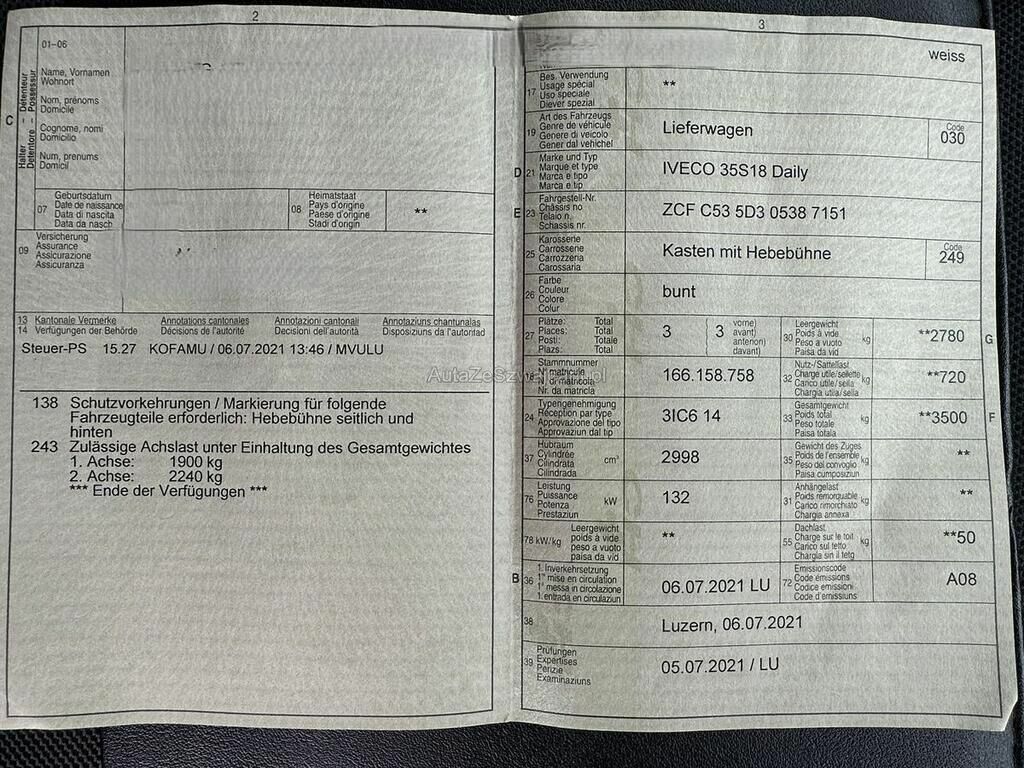 2
01-06
Name, Vornamen
Wohnort
Nom, prénoms
Domicile
Cognome, nomi
Domicilio
Num, prenums
Domicil
C
Halter – Détenteur
Detentore – Possessur
07
Geburtsdatum
Date de naissance
Data di nascita
Data da nasch
08
Heimatstaat
Pays d'origine
Paese d'origine
Stadi d'origin
**
09
Versicherung
Assurance
Assicurazione
Assicuranza
13 Kantonale Vermerke Annotations cantonales Annotazioni cantonali Annotaziuns chantunalas
14 Verfügungen der Behörde Décisions de l'autorité Decisioni dell'autorità Disposiziuns da l'autoritad
Steuer-PS 15.27 KOFAMU / 06.07.2021 13:46 / MVULU
138 Schutzvorkehrungen / Markierung für folgende
Fahrzeugteile erforderlich: Hebebühne seitlich und
hinten
243 Zulässige Achslast unter Einhaltung des Gesamtgewichtes
1. Achse: 1900 kg
2. Achse: 2240 kg
*** Ende der Verfügungen ***
3
weiss
17
Bes. Verwendung
Usage spécial
Uso speciale
Diever spezial
**
19
Art des Fahrzeugs
Genre de véhicule
Genere di veicolo
Gener dal vehichel
Lieferwagen
Code
030
D
21
Marke und Typ
Marque et type
Marca e tipo
Marca e tip
IVECO 35S18 Daily
E
23
Fahrgestell-Nr.
Châssis no
Telaio n.
Schassis nr.
ZCF C53 5D3 0538 7151
25
Karosserie
Carrosserie
Carrozzeria
Carossaria
Kasten mit Hebebühne
Code
249
26
Farbe
Couleur
Colore
Colur
bunt
27
Plätze: Total
Places: Total
Posti: Totale
Plazs: Total
3
( 3
vorne)
avant)
anteriori)
davant)
30
Leergewicht
Poids à vide
Peso a vuoto
Paisa da vid
kg
**2780
G
Stammnummer
N° matricule
N. di matricola
Nr. da matricla
166.158.758
32
Nutz-/Sattellast
Charge utile/sellette
Carico utile/sella
Chargia utila/sella
kg
**720
24
Typengenehmigung
Réception par type
Approvazione del tipo
Approvaziun dal tip
3IC6 14
33
Gesamtgewicht
Poids total
Peso totale
Paisa totala
kg
**3500
F
37
Hubraum
Cylindrée
Cilindrata
Cilindrada
cm³
2998
35
Gewicht des Zuges
Poids de l'ensemble
Peso del convoglio
Paisa cumposiziun
kg
**
76
Leistung
Puissance
Potenza
Prestaziun
kW
132
31
Anhängelast
Poids remorquable
Carico rimorchiato
Chargia annexa
kg
**
78 kW/kg
Leergewicht
poids à vide
peso a vuoto
paisa da vid
**
55
Dachlast
Charge sur le toit
Carico sul tetto
Chargia sin il tetg
kg
**50
B
36
1. Inverkehrsetzung
1re mise en circulation
1a messa in circolazione
1. entrada en circulaziun
06.07.2021 LU
72
Emissionscode
Code émissions
Codice emissioni
Code d'emissiuns
A08
38
Luzern, 06.07.2021
39
Prüfungen
Expertises
Perizie
Examinaziuns
05.07.2021 / LU